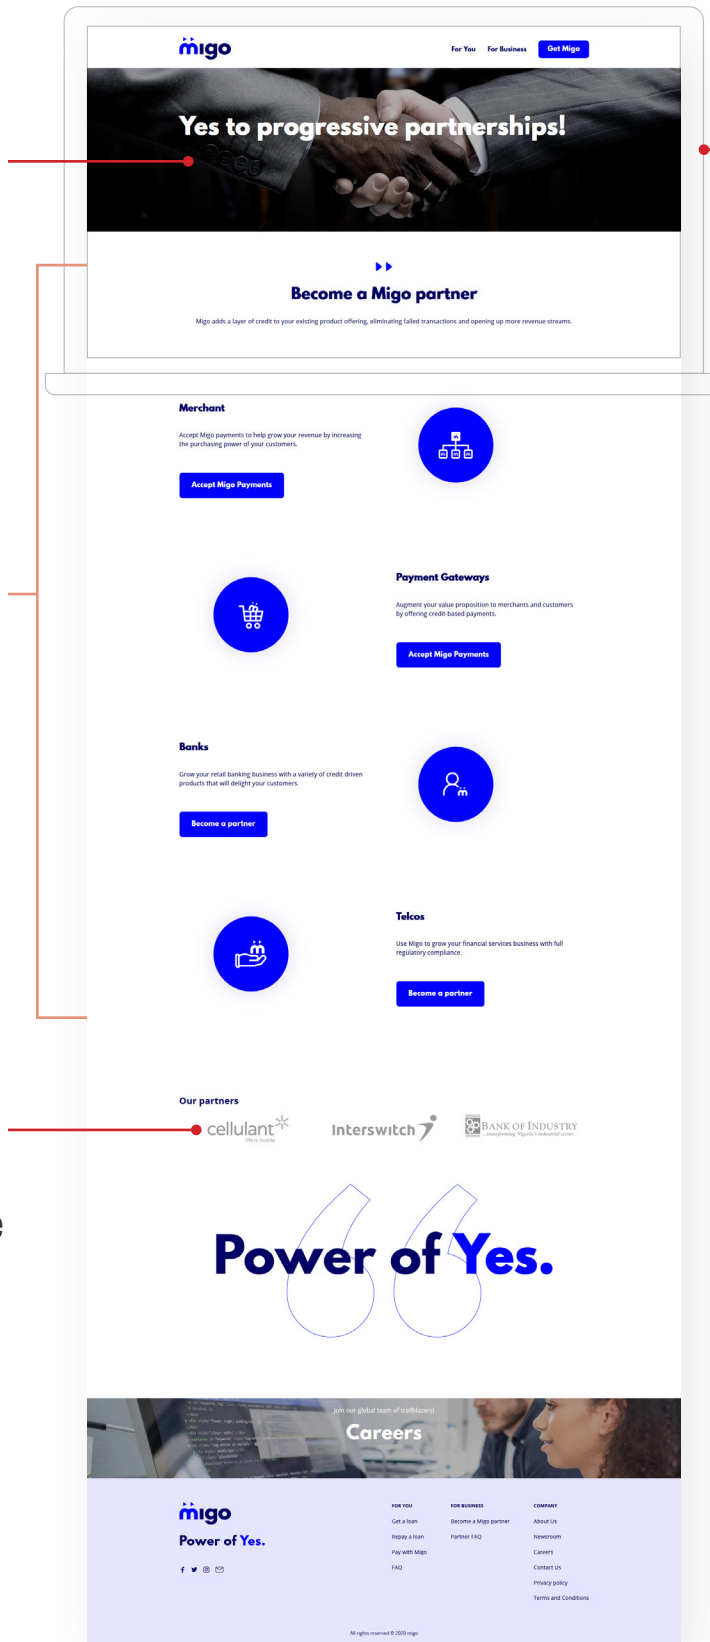 migo
For You For Business Get Migo
Yes to progressive partnerships!
Become a Migo partner
Migo adds a layer of credit to your existing product offering, eliminating failed transactions and opening up more revenue streams.
Merchant
Accept Migo payments to help grow your revenue by increasing
the purchasing power of your customers.
Accept Migo Payments
Payment Gateways
Augment your value proposition to merchants and customers
by offering credit-based payments.
Accept Migo Payments
Banks
Grow your retail banking business with a variety of credit driven
products that will delight your customers.
Become a partner
Telcos
Use Migo to grow your financial services business with full
regulatory compliance.
Become a partner
Our partners
cellulant
life is mobile
Interswitch
BANK OF INDUSTRY
...transforming Nigeria's industrial sector
e
Power of Yes.
Join our global team of trailblazors!
Careers
migo
Power of Yes.
FOR YOU
Get a loan
Repay a loan
Pay with Migo
FAQ
FOR BUSINESS
Become a Migo partner
Partner FAQ
COMPANY
About Us
Newsroom
Careers
Contact Us
Privacy policy
Terms and Conditions
All rights reserved © 2020 migo